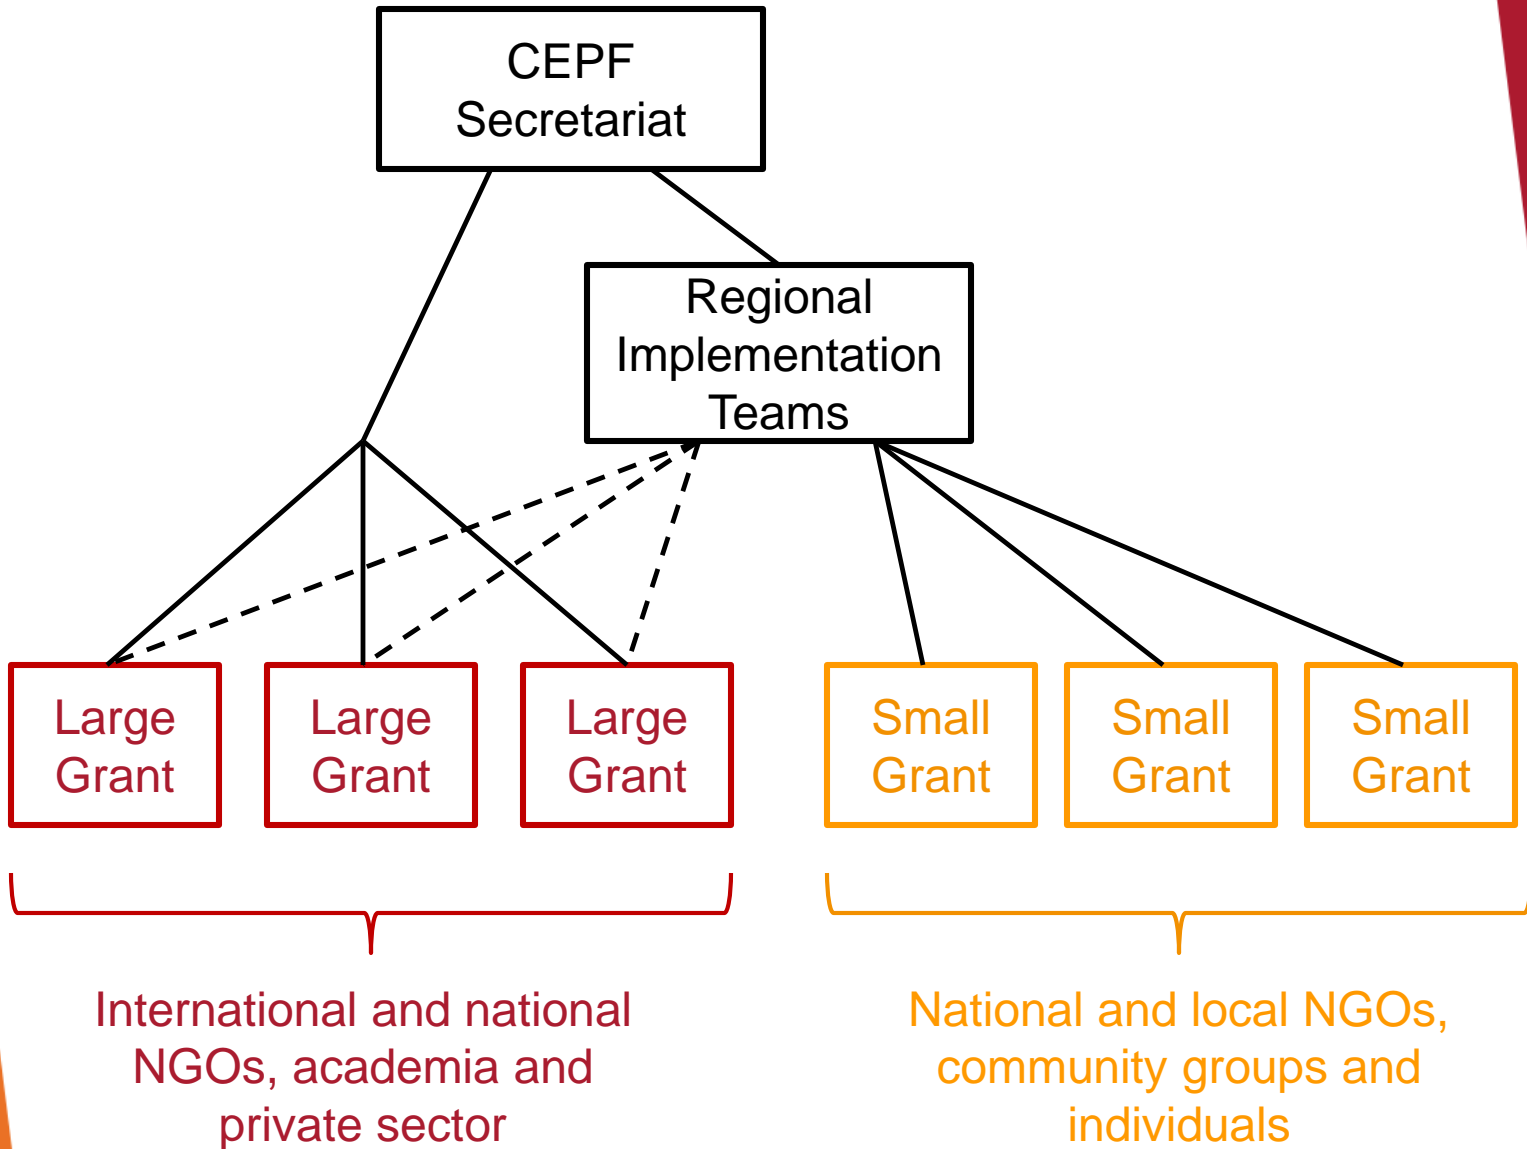 CEPF
Secretariat
Regional
Implementation
Teams
Large
Grant
Large
Grant
Large
Grant
Small
Grant
Small
Grant
Small
Grant
International and national
NGOs, academia and
private sector
National and local NGOs,
community groups and
individuals